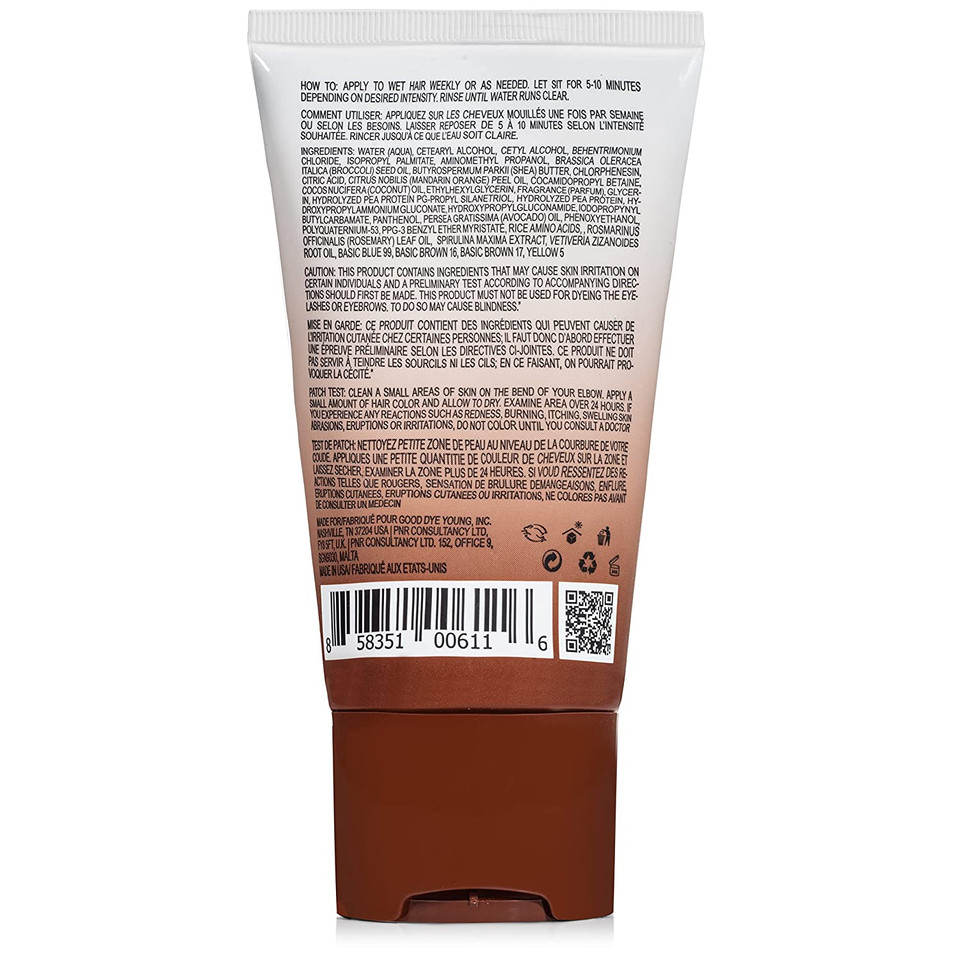 HOW TO: APPLY TO WET HAIR WEEKLY OR AS NEEDED. LET SIT FOR 5-10 MINUTES
DEPENDING ON DESIRED INTENSITY. RINSE UNTIL WATER RUNS CLEAR.
COMMENT UTILISER: APPLIQUEZ SUR LES CHEVEUX MOUILLÉS UNE FOIS PAR SEMAINE
OU SELON LES BESOINS. LAISSER REPOSER DE 5 À 10 MINUTES SELON L'INTENSITÉ
SOUHAITÉE. RINCER JUSQU'À CE QUE L'EAU SOIT CLAIRE.
INGREDIENTS: WATER (AQUA), CETEARYL ALCOHOL, CETYL ALCOHOL, BEHENTRIMONIUM
CHLORIDE, ISOPROPYL PALMITATE, AMINOMETHYL PROPANOL, BRASSICA OLERACEA
ITALICA (BROCCOLI) SEED OIL, BUTYROSPERMUM PARKII (SHEA) BUTTER, CHLORPHENESIN,
CITRIC ACID, CITRUS NOBILIS (MANDARIN ORANGE) PEEL OIL, COCAMIDOPROPYL BETAINE,
COCOS NUCIFERA (COCONUT) OIL, ETHYLHEXYLGLYCERIN, FRAGRANCE (PARFUM), GLYCER-
IN, HYDROLYZED PEA PROTEIN PG-PROPYL SILANETRIOL, HYDROLYZED PEA PROTEIN, HY-
DROXYPROPYLAMMONIUM GLUCONATE, HYDROXYPROPYLGLUCONAMIDE, IODOPROPYNYL
BUTYLCARBAMATE, PANTHENOL, PERSEA GRATISSIMA (AVOCADO) OIL, PHENOXYETHANOL,
POLYQUATERNIUM-53, PPG-3 BENZYL ETHER MYRISTATE, RICE AMINO ACIDS, , ROSMARINUS
OFFICINALIS (ROSEMARY) LEAF OIL, SPIRULINA MAXIMA EXTRACT, VETIVERIA ZIZANOIDES
ROOT OIL, BASIC BLUE 99, BASIC BROWN 16, BASIC BROWN 17, YELLOW 5
CAUTION: THIS PRODUCT CONTAINS INGREDIENTS THAT MAY CAUSE SKIN IRRITATION ON
CERTAIN INDIVIDUALS AND A PRELIMINARY TEST ACCORDING TO ACCOMPANYING DIREC-
TIONS SHOULD FIRST BE MADE. THIS PRODUCT MUST NOT BE USED FOR DYEING THE EYE-
LASHES OR EYEBROWS. TO DO SO MAY CAUSE BLINDNESS."
MISE EN GARDE: CE PRODUIT CONTIENT DES INGRÉDIENTS QUI PEUVENT CAUSER DE
L'IRRITATION CUTANÉE CHEZ CERTAINES PERSONNES; IL FAUT DONC D'ABORD EFFECTUER
UNE ÉPREUVE PRÉLIMINAIRE SELON LES DIRECTIVES CI-JOINTES. CE PRODUIT NE DOIT
PAS SERVIR À TEINDRE LES SOURCILS NI LES CILS; EN CE FAISANT, ON POURRAIT PRO-
VOQUER LA CÉCITÉ."
PATCH TEST: CLEAN A SMALL AREAS OF SKIN ON THE BEND OF YOUR ELBOW. APPLY A
SMALL AMOUNT OF HAIR COLOR AND ALLOW TO DRY. EXAMINE AREA OVER 24 HOURS. IF
YOU EXPERIENCE ANY REACTIONS SUCH AS REDNESS, BURNING, ITCHING, SWELLING SKIN
ABRASIONS, ERUPTIONS OR IRRITATIONS, DO NOT COLOR UNTIL YOU CONSULT A DOCTOR
TEST DE PATCH: NETTOYEZ PETITE ZONE DE PEAU AU NIVEAU DE LA COURBURE DE VOTRE
COUDE. APPLIQUES UNE PETITE QUANTITIE DE COULEUR DE CHEVEUX SUR LA ZONE ET
LAISSEZ SECHER, EXAMINER LA ZONE PLUS DE 24 HEURES. SI VOUD RESSENTEZ DES RE-
ACTIONS TELLES QUE ROUGERS, SENSATION DE BRULURE DEMANGEAISONS, ENFLURE,
ERUPTIONS CUTANEES, ERUPTIONS CUTANEES OU IRRITATIONS, NE COLORES PAS AVANT
DE CONSULTER UN MEDECIN
MADE FOR/FABRIQUÉ POUR GOOD DYE YOUNG, INC.
NASHVILLE, TN 37204 USA | PNR CONSULTANCY LTD,
FY8 5FT, U.K. | PNR CONSULTANCY LTD. 152, OFFICE 9,
MALTA
MADE IN USA/ FABRIQUÉ AUX ETATS-UNIS
8 58351 00611 6